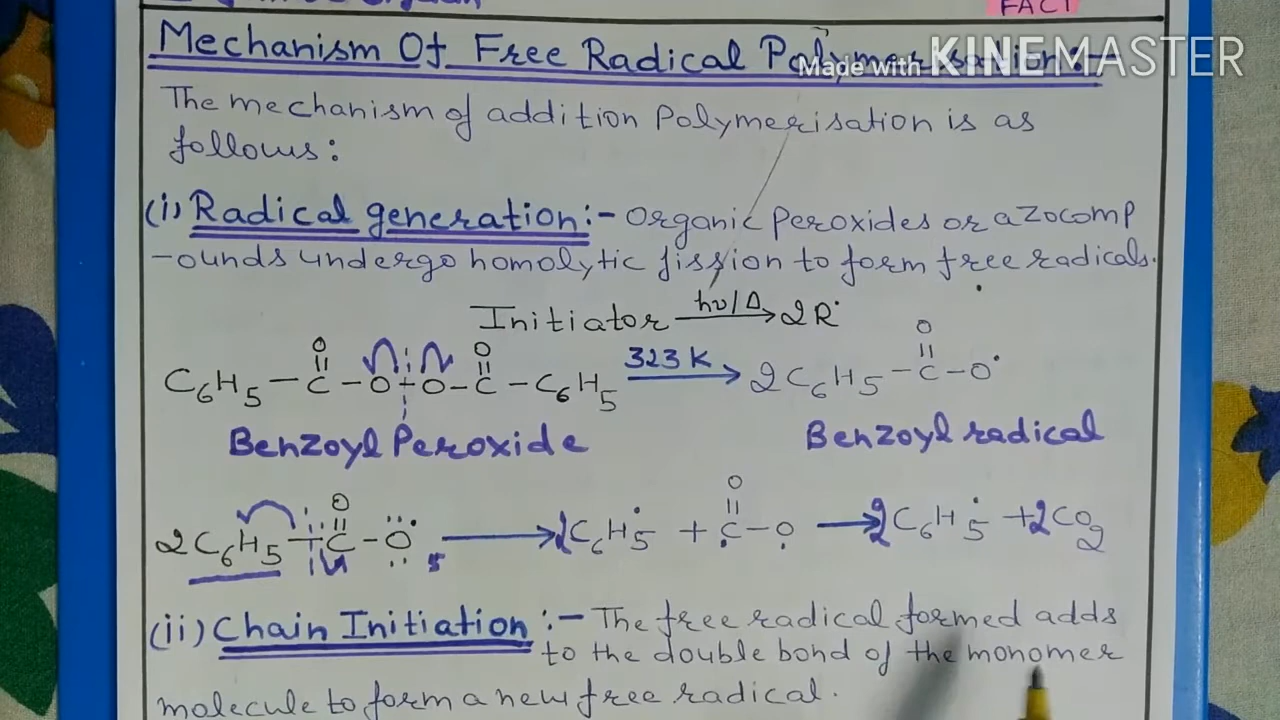 FACT
Mechanism Of Free Radical Polymerisation:-
Made with KINEMASTER
The mechanism of addition Polymerisation is as
follows:
(i) Radical generation:- Organic Peroxides or azocomp
-ounds undergo homolytic fission to form free radicals.
Initiator hν/Δ → 2R•
C6H5-C(=O)-O-O-C(=O)-C6H5 323 K → 2C6H5-C(=O)-O•
Benzoyl Peroxide Benzoyl radical
2C6H5-C(=O)-O• → 2C6H5• + •C(=O)-O• → 2C6H5• + 2CO2
(ii) Chain Initiation:- The free radical formed adds
to the double bond of the monomer
molecule to form a new free radical.